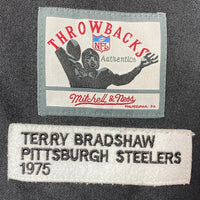 THROWBACKS
NFL
Authentics
Mitchell & Ness
PHILADELPHIA, PA
TERRY BRADSHAW
PITTSBURGH STEELERS
1975